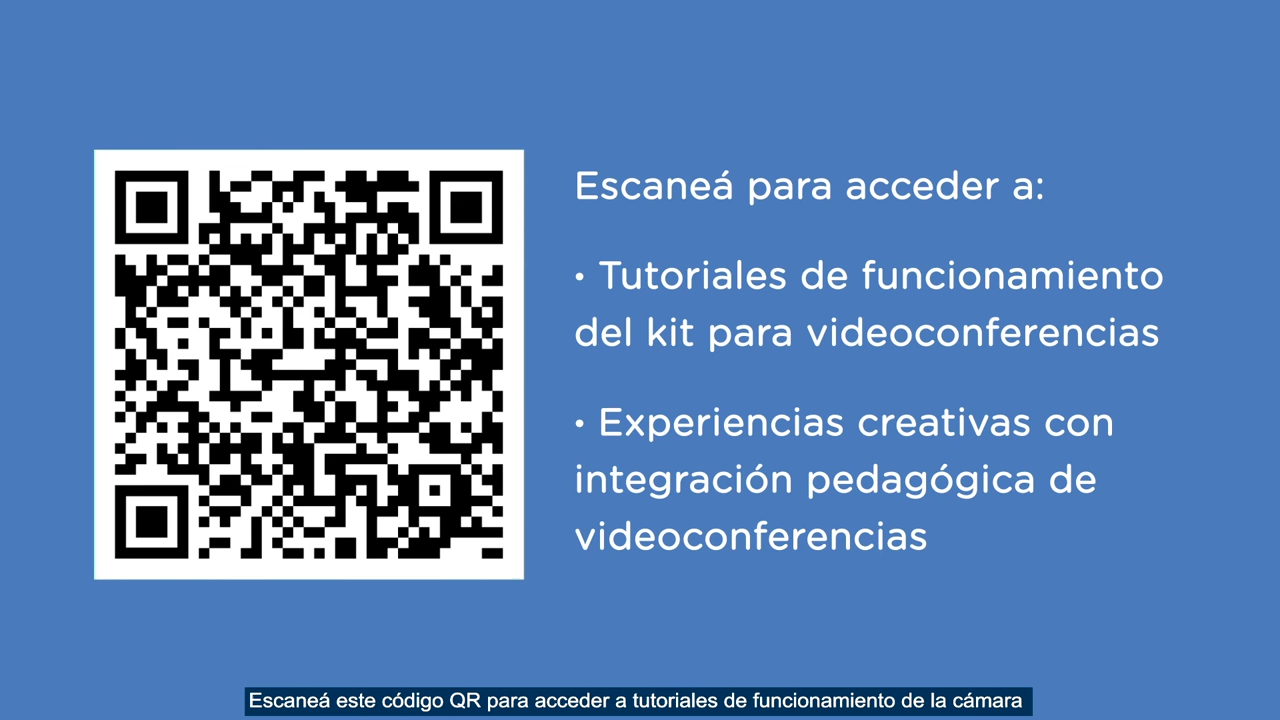 Escaneá para acceder a:
• Tutoriales de funcionamiento
del kit para videoconferencias
• Experiencias creativas con
integración pedagógica de
videoconferencias
Escaneá este código QR para acceder a tutoriales de funcionamiento de la cámara